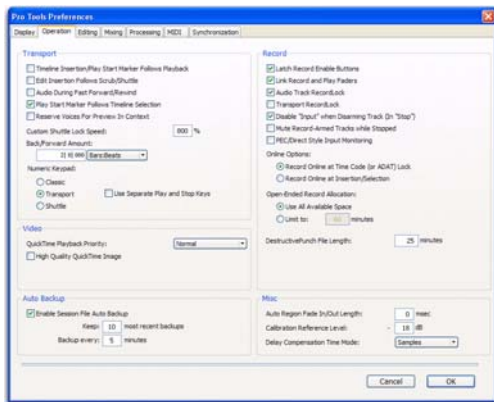 Pro Tools Preferences
Display Operation Editing Mixing Processing MIDI Synchronization
Transport
Timeline Insertion/Play Start Marker Follows Playback
Edit Insertion Follows Scrub/Shuttle
Audio During Fast Forward/Rewind
Play Start Marker Follows Timeline Selection
Reserve Voices For Preview In Context
Custom Shuttle Lock Speed: 800 %
Back/Forward Amount:
2| 0| 000 Bars:Beats
Numeric Keypad:
Classic
Transport Use Separate Play and Stop Keys
Shuttle
Video
QuickTime Playback Priority: Normal
High Quality QuickTime Image
Auto Backup
Enable Session File Auto Backup
Keep: 10 most recent backups
Backup every: 5 minutes
Record
Latch Record Enable Buttons
Link Record and Play Faders
Audio Track RecordLock
Transport RecordLock
Disable "Input" when Disarming Track (In "Stop")
Mute Record-Armed Tracks while Stopped
PEC/Direct Style Input Monitoring
Online Options:
Record Online at Time Code (or ADAT) Lock
Record Online at Insertion/Selection
Open-Ended Record Allocation:
Use All Available Space
Limit to: minutes
DestructivePunch File Length: 25 minutes
Misc
Auto Region Fade In/Out Length: 0 msec
Calibration Reference Level: - 18 dB
Delay Compensation Time Mode: Samples
Cancel OK